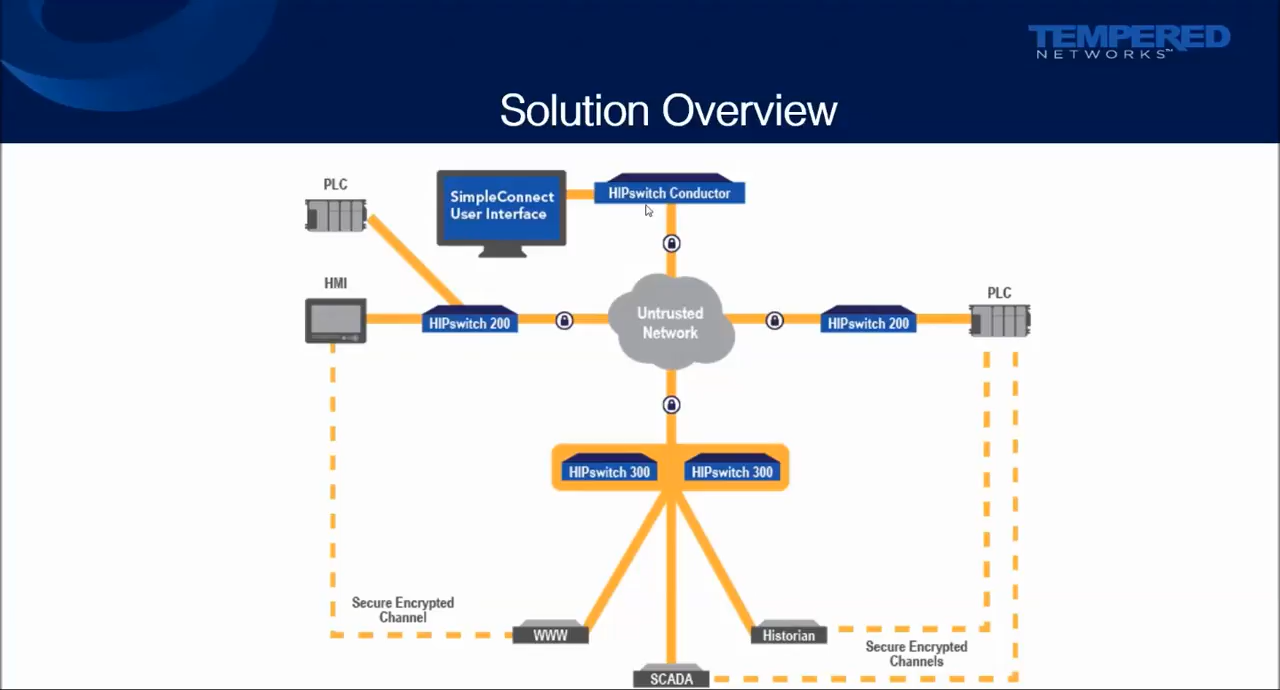 TEMPERED
NETWORKS™
Solution Overview
PLC
SimpleConnect
User Interface
HIPswitch Conductor
HMI
HIPswitch 200
Untrusted
Network
HIPswitch 200
PLC
HIPswitch 300
HIPswitch 300
Secure Encrypted
Channel
WWW
Historian
Secure Encrypted
Channels
SCADA